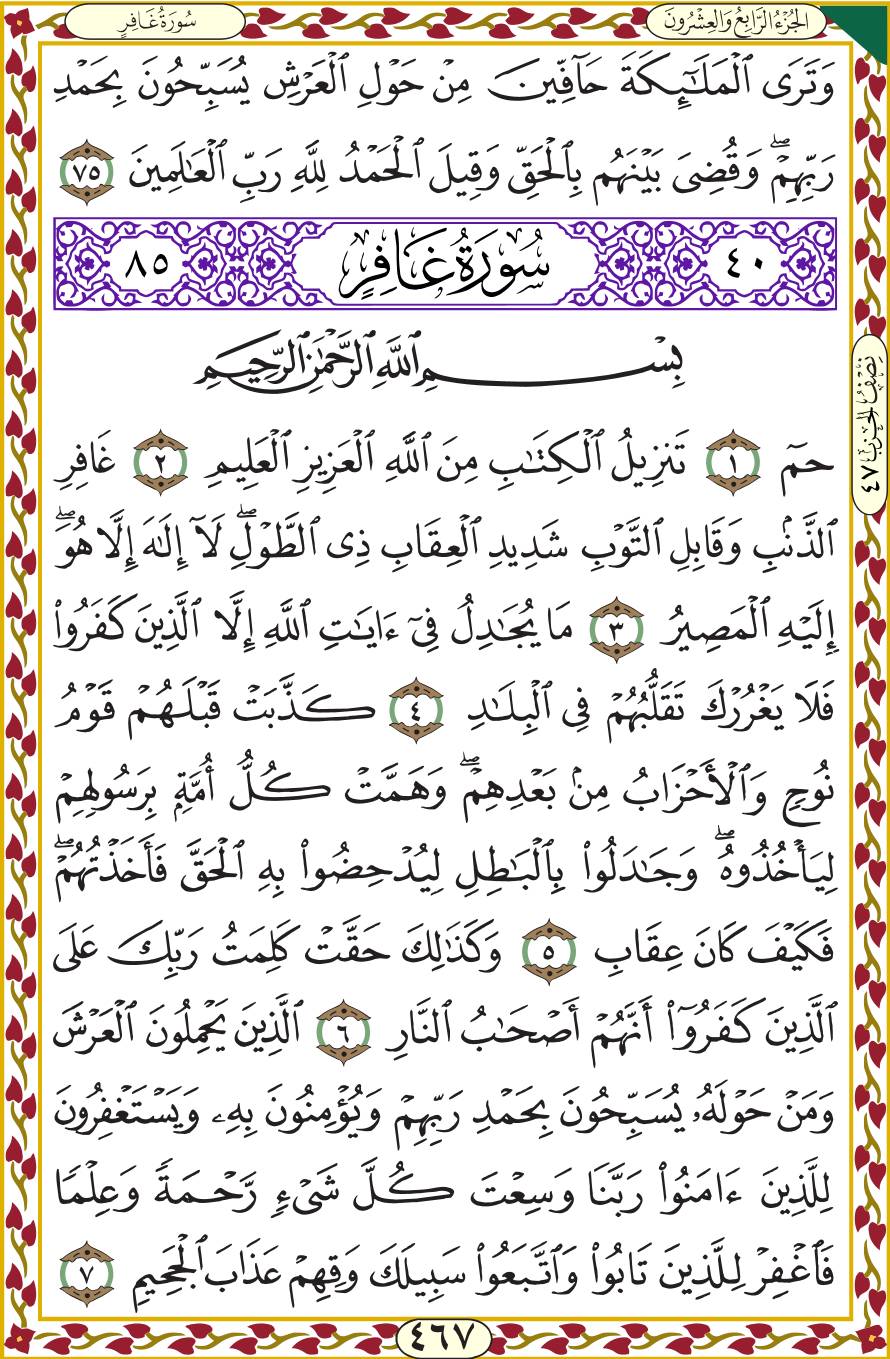 سُورَةُ غَافِرٍ
الجُزْءُ الرَّابِعُ وَالعِشْرُونَ
وَتَرَى ٱلْمَلَـٰٓئِكَةَ حَآفِّينَ مِنْ حَوْلِ ٱلْعَرْشِ يُسَبِّحُونَ بِحَمْدِ
رَبِّهِمْ ۖ وَقُضِىَ بَيْنَهُم بِٱلْحَقِّ وَقِيلَ ٱلْحَمْدُ لِلَّهِ رَبِّ ٱلْعَـٰلَمِينَ ٧٥
٤٠ سُورَةُ غَافِرٍ ٨٥
بِسْمِ ٱللَّهِ ٱلرَّحْمَـٰنِ ٱلرَّحِيمِ
نِصْفُ الحِزْبِ ٤٧
حمٓ ١ تَنزِيلُ ٱلْكِتَـٰبِ مِنَ ٱللَّهِ ٱلْعَزِيزِ ٱلْعَلِيمِ ٢ غَافِرِ
ٱلذَّنۢبِ وَقَابِلِ ٱلتَّوْبِ شَدِيدِ ٱلْعِقَابِ ذِى ٱلطَّوْلِ ۖ لَآ إِلَـٰهَ إِلَّا هُوَ ۖ
إِلَيْهِ ٱلْمَصِيرُ ٣ مَا يُجَـٰدِلُ فِىٓ ءَايَـٰتِ ٱللَّهِ إِلَّا ٱلَّذِينَ كَفَرُوا۟
فَلَا يَغْرُرْكَ تَقَلُّبُهُمْ فِى ٱلْبِلَـٰدِ ٤ كَذَّبَتْ قَبْلَهُمْ قَوْمُ
نُوحٍ وَٱلْأَحْزَابُ مِنۢ بَعْدِهِمْ ۖ وَهَمَّتْ كُلُّ أُمَّةٍۭ بِرَسُولِهِمْ
لِيَأْخُذُوهُ ۖ وَجَـٰدَلُوا۟ بِٱلْبَـٰطِلِ لِيُدْحِضُوا۟ بِهِ ٱلْحَقَّ فَأَخَذْتُهُمْ ۖ
فَكَيْفَ كَانَ عِقَابِ ٥ وَكَذَٰلِكَ حَقَّتْ كَلِمَتُ رَبِّكَ عَلَى
ٱلَّذِينَ كَفَرُوٓا۟ أَنَّهُمْ أَصْحَـٰبُ ٱلنَّارِ ٦ ٱلَّذِينَ يَحْمِلُونَ ٱلْعَرْشَ
وَمَنْ حَوْلَهُۥ يُسَبِّحُونَ بِحَمْدِ رَبِّهِمْ وَيُؤْمِنُونَ بِهِۦ وَيَسْتَغْفِرُونَ
لِلَّذِينَ ءَامَنُوا۟ رَبَّنَا وَسِعْتَ كُلَّ شَىْءٍ رَّحْمَةً وَعِلْمًا
فَٱغْفِرْ لِلَّذِينَ تَابُوا۟ وَٱتَّبَعُوا۟ سَبِيلَكَ وَقِهِمْ عَذَابَ ٱلْجَحِيمِ ٧
٤٦٧